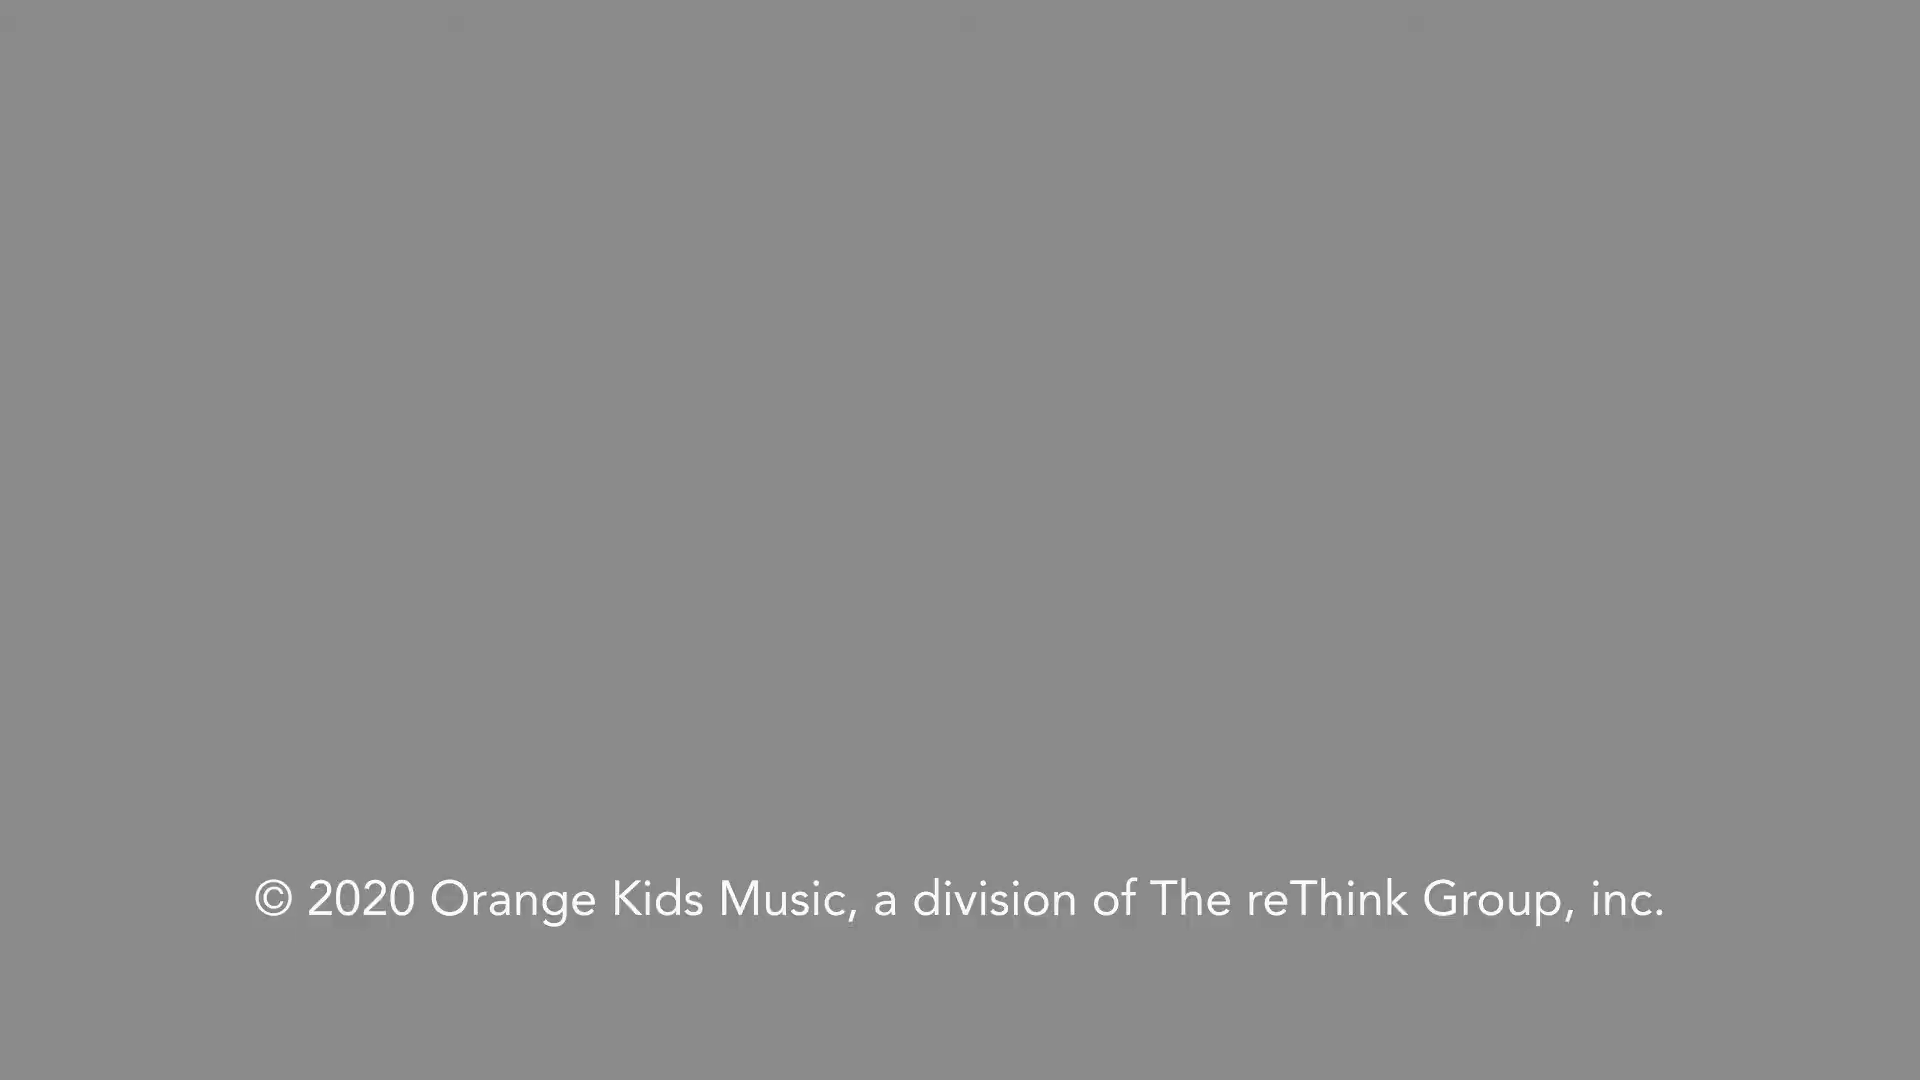 © 2020 Orange Kids Music, a division of The reThink Group, inc.